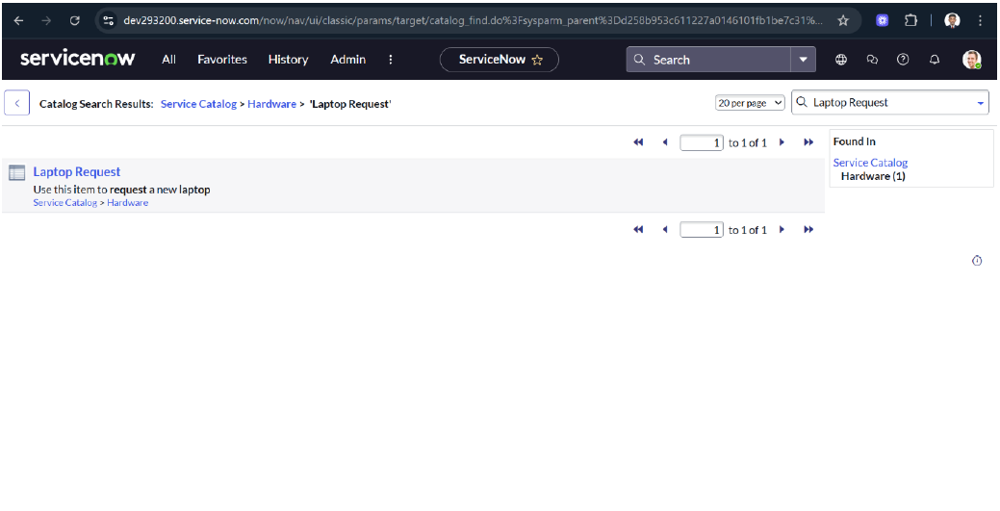 dev293200.service-now.com/now/nav/ui/classic/params/target/catalog_find.do%3Fsysparm_parent%3Dd258b953c611227a0146101fb1be7c31%...
servicenow All Favorites History Admin ServiceNow Search
Catalog Search Results: Service Catalog > Hardware > 'Laptop Request' 20 per page Laptop Request
1 to 1 of 1
Found In
Service Catalog
Hardware (1)
Laptop Request
Use this item to request a new laptop
Service Catalog > Hardware
1 to 1 of 1